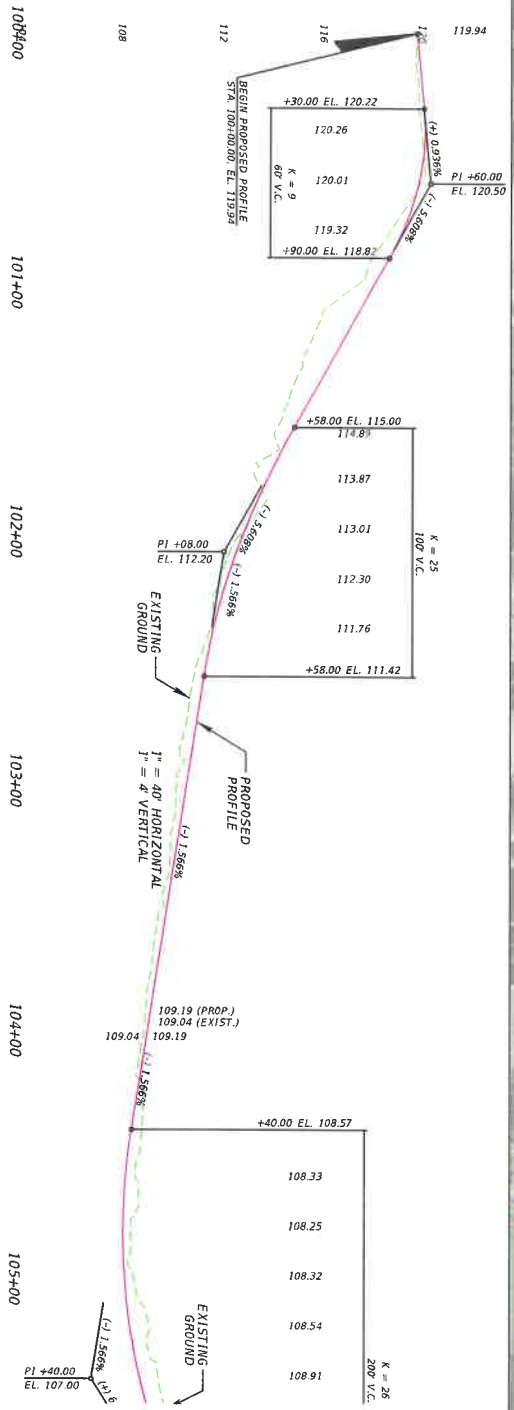 119.94
120
116
112
108
100+00
BEGIN PROPOSED PROFILE
STA. 100+00.00, EL. 119.94
+30.00 EL. 120.22
120.26
120.01
119.32
+90.00 EL. 118.82
K = 9
60' V.C.
(+) 0.936%
PI +60.00
EL. 120.50
(-) 5.608%
101+00
+58.00 EL. 115.00
114.89
113.87
113.01
112.30
111.76
+58.00 EL. 111.42
K = 25
100' V.C.
(-) 5.608%
PI +08.00
EL. 112.20
(-) 1.566%
102+00
EXISTING
GROUND
PROPOSED
PROFILE
1" = 40' HORIZONTAL
1" = 4' VERTICAL
(-) 1.566%
103+00
109.19 (PROP.)
109.04 (EXIST.)
109.04
109.19
(-) 1.566%
104+00
+40.00 EL. 108.57
108.33
108.25
108.32
108.54
108.91
K = 26
200' V.C.
EXISTING
GROUND
(-) 1.566%
(+) 6
PI +40.00
EL. 107.00
105+00